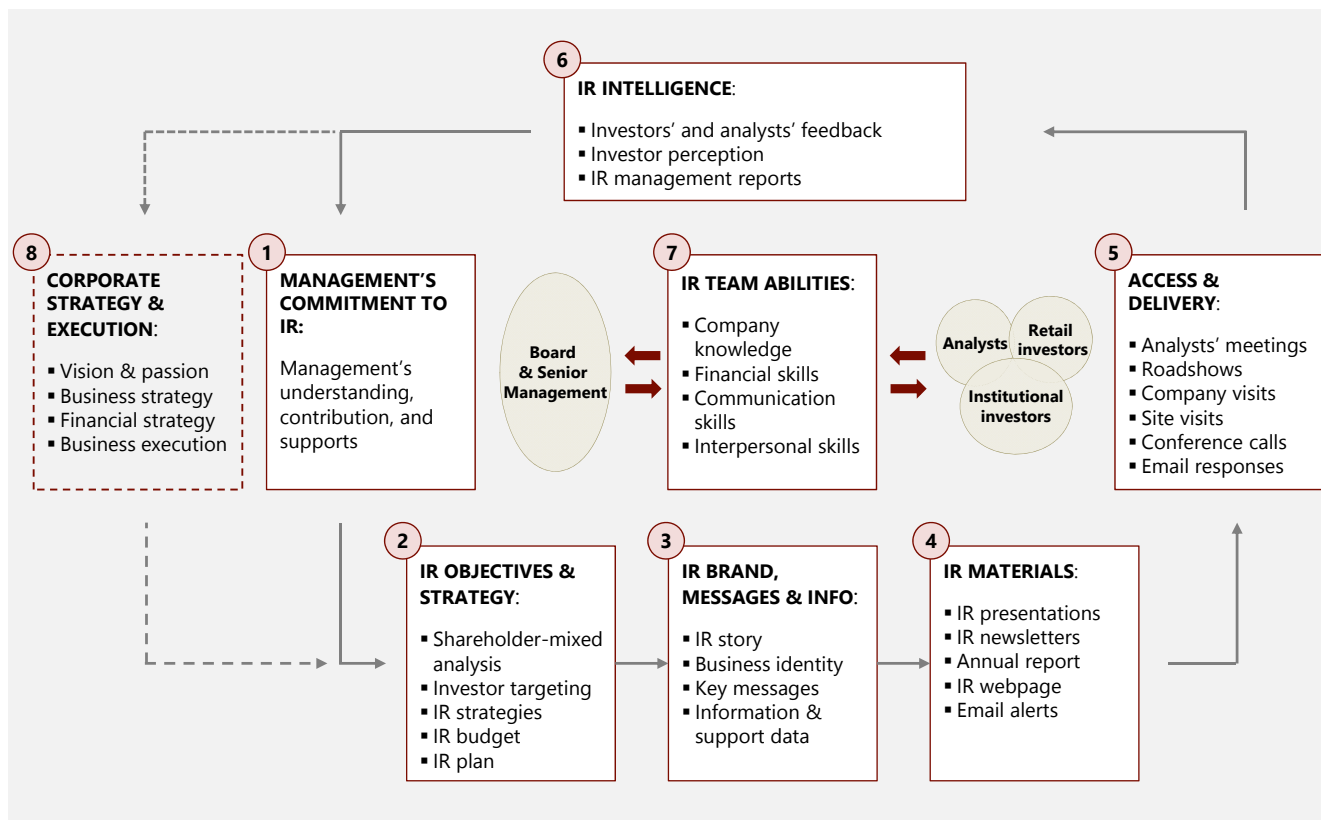 6
IR INTELLIGENCE:
▪ Investors’ and analysts’ feedback
▪ Investor perception
▪ IR management reports
8
CORPORATE
STRATEGY &
EXECUTION:
▪ Vision & passion
▪ Business strategy
▪ Financial strategy
▪ Business execution
1
MANAGEMENT’S
COMMITMENT TO
IR:
Management’s
understanding,
contribution, and
supports
Board
& Senior
Management
7
IR TEAM ABILITIES:
▪ Company
knowledge
▪ Financial skills
▪ Communication
skills
▪ Interpersonal skills
Analysts
Retail
investors
Institutional
investors
5
ACCESS &
DELIVERY:
▪ Analysts’ meetings
▪ Roadshows
▪ Company visits
▪ Site visits
▪ Conference calls
▪ Email responses
2
IR OBJECTIVES &
STRATEGY:
▪ Shareholder-mixed
analysis
▪ Investor targeting
▪ IR strategies
▪ IR budget
▪ IR plan
3
IR BRAND,
MESSAGES & INFO:
▪ IR story
▪ Business identity
▪ Key messages
▪ Information &
support data
4
IR MATERIALS:
▪ IR presentations
▪ IR newsletters
▪ Annual report
▪ IR webpage
▪ Email alerts